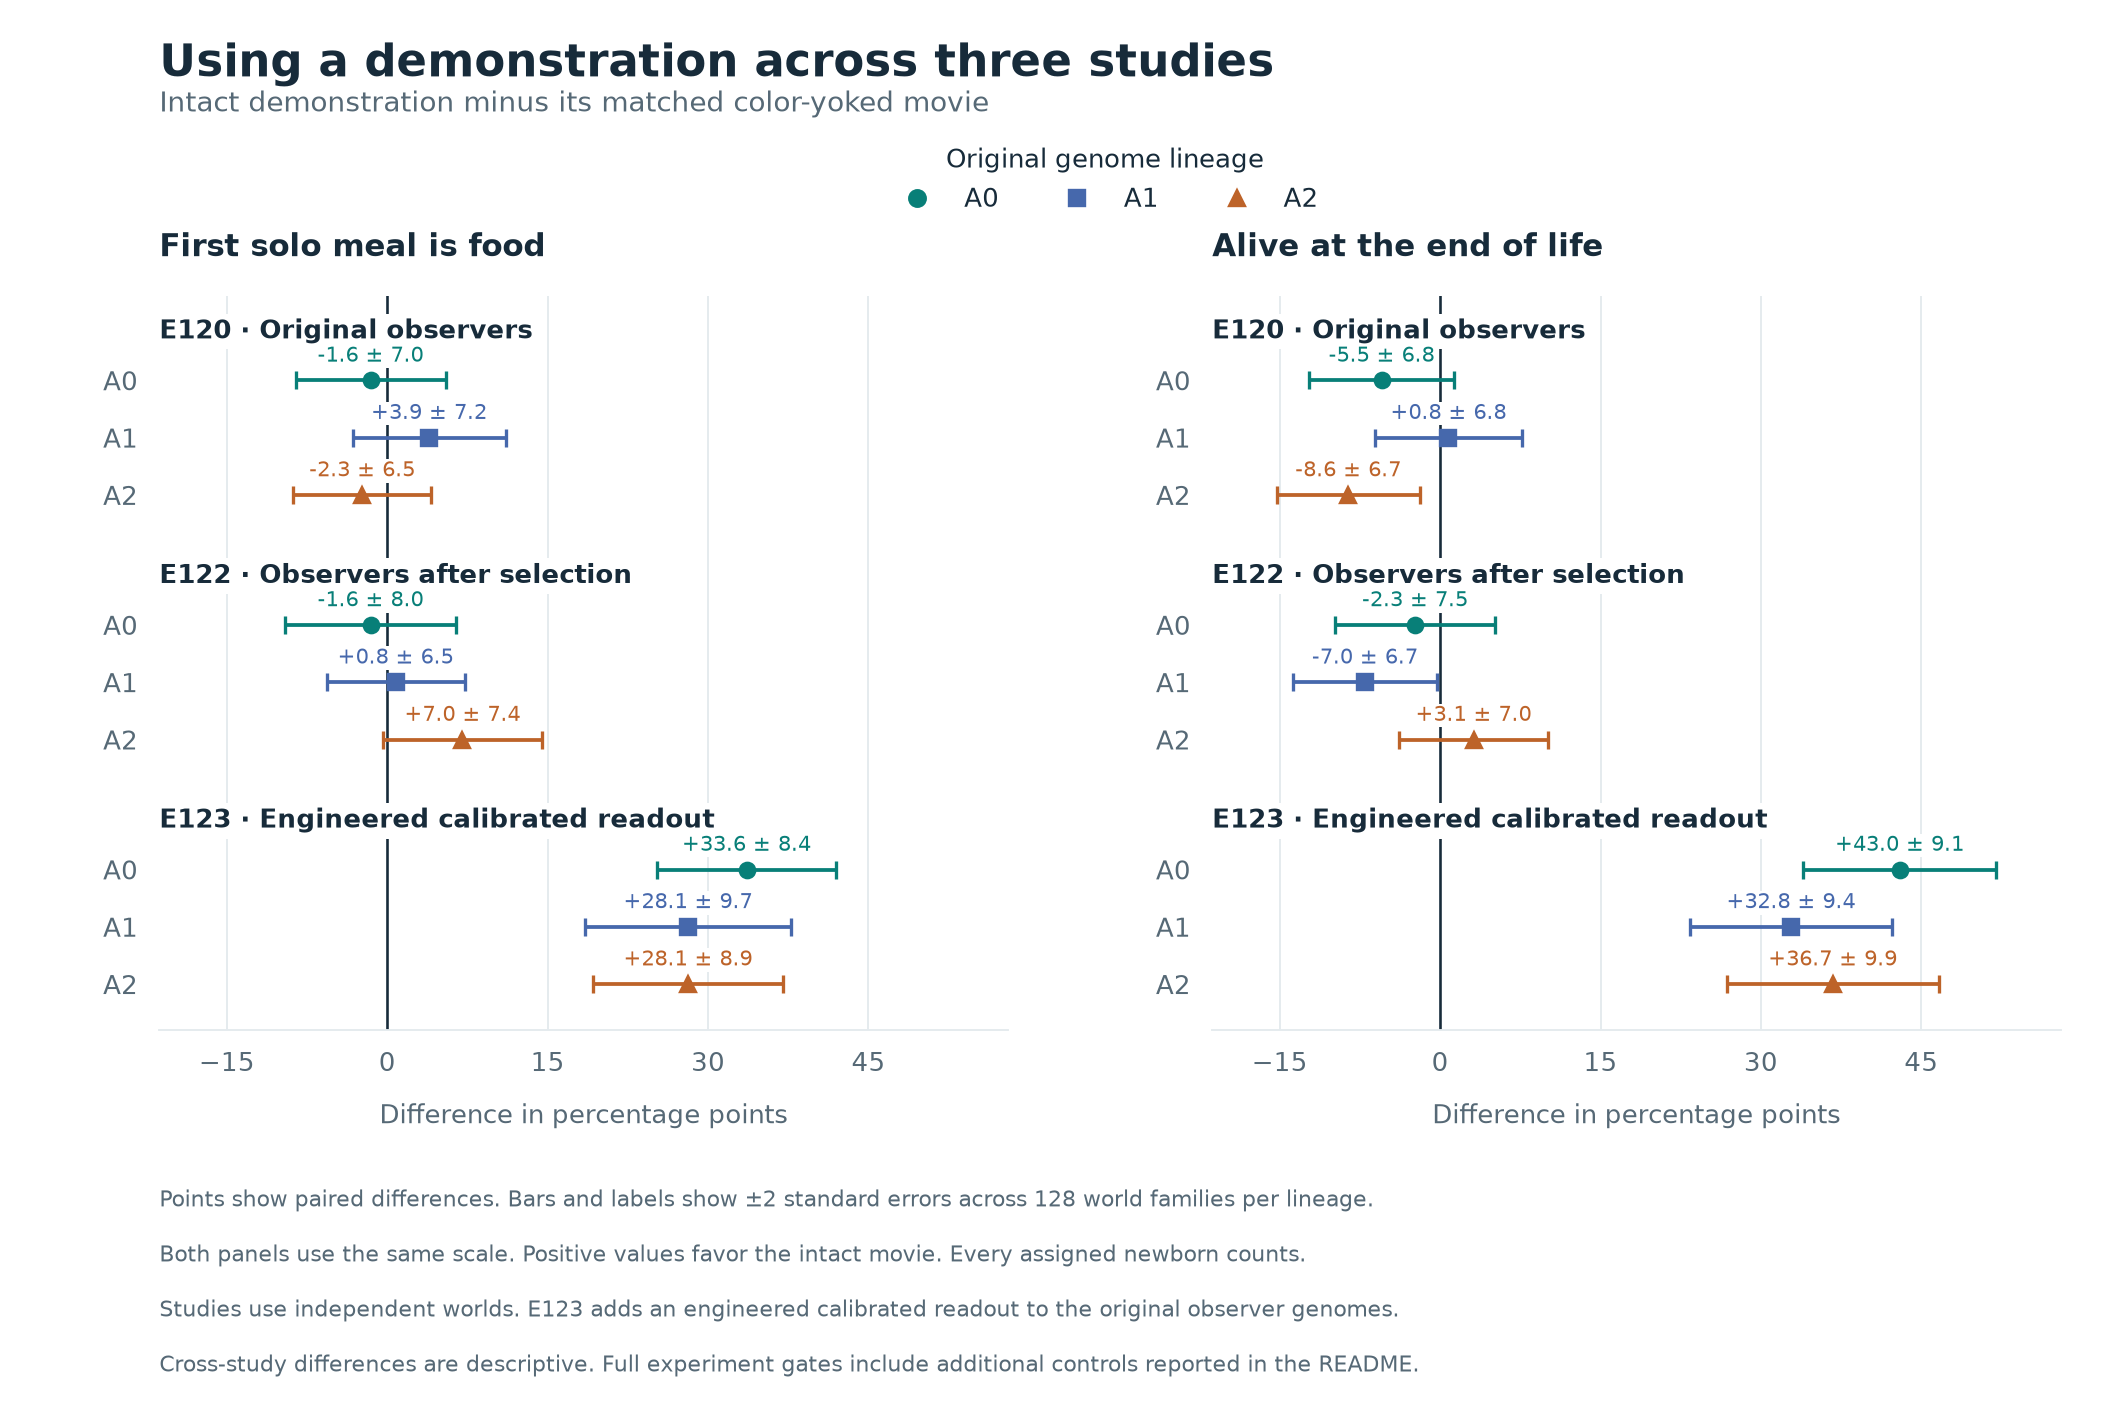 Using a demonstration across three studies
Intact demonstration minus its matched color-yoked movie
Original genome lineage
A0 A1 A2
First solo meal is food
E120 · Original observers
-1.6 ± 7.0
A0
+3.9 ± 7.2
A1
-2.3 ± 6.5
A2
E122 · Observers after selection
-1.6 ± 8.0
A0
+0.8 ± 6.5
A1
+7.0 ± 7.4
A2
E123 · Engineered calibrated readout
+33.6 ± 8.4
A0
+28.1 ± 9.7
A1
+28.1 ± 8.9
A2
−15 0 15 30 45
Difference in percentage points
Alive at the end of life
E120 · Original observers
-5.5 ± 6.8
A0
+0.8 ± 6.8
A1
-8.6 ± 6.7
A2
E122 · Observers after selection
-2.3 ± 7.5
A0
-7.0 ± 6.7
A1
+3.1 ± 7.0
A2
E123 · Engineered calibrated readout
+43.0 ± 9.1
A0
+32.8 ± 9.4
A1
+36.7 ± 9.9
A2
−15 0 15 30 45
Difference in percentage points
Points show paired differences. Bars and labels show ±2 standard errors across 128 world families per lineage.
Both panels use the same scale. Positive values favor the intact movie. Every assigned newborn counts.
Studies use independent worlds. E123 adds an engineered calibrated readout to the original observer genomes.
Cross-study differences are descriptive. Full experiment gates include additional controls reported in the README.